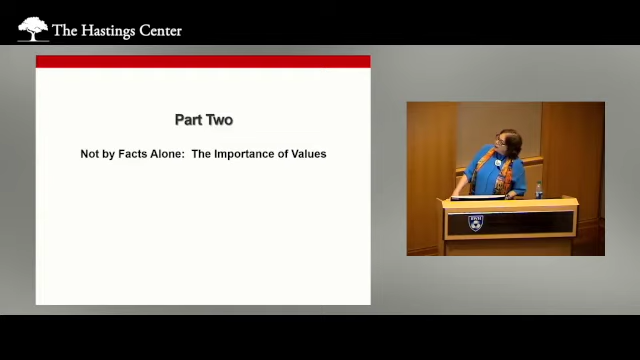 The Hastings Center
Part Two
Not by Facts Alone: The Importance of Values